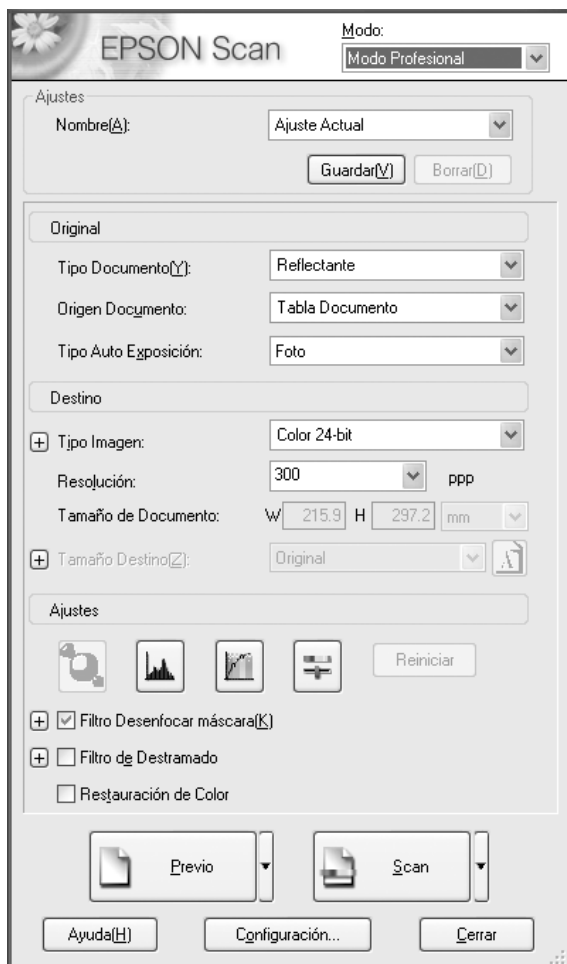 EPSON Scan
Modo:
Modo Profesional
Ajustes
Nombre(A): Ajuste Actual
Guardar(V) Borrar(D)
Original
Tipo Documento(Y): Reflectante
Origen Documento: Tabla Documento
Tipo Auto Exposición: Foto
Destino
Tipo Imagen: Color 24-bit
Resolución: 300 ppp
Tamaño de Documento: W 215.9 H 297.2 mm
Tamaño Destino(Z): Original A
Ajustes
Reiniciar
Filtro Desenfocar máscara(K)
Filtro de Destramado
Restauración de Color
Previo Scan
Ayuda(H) Configuración... Cerrar